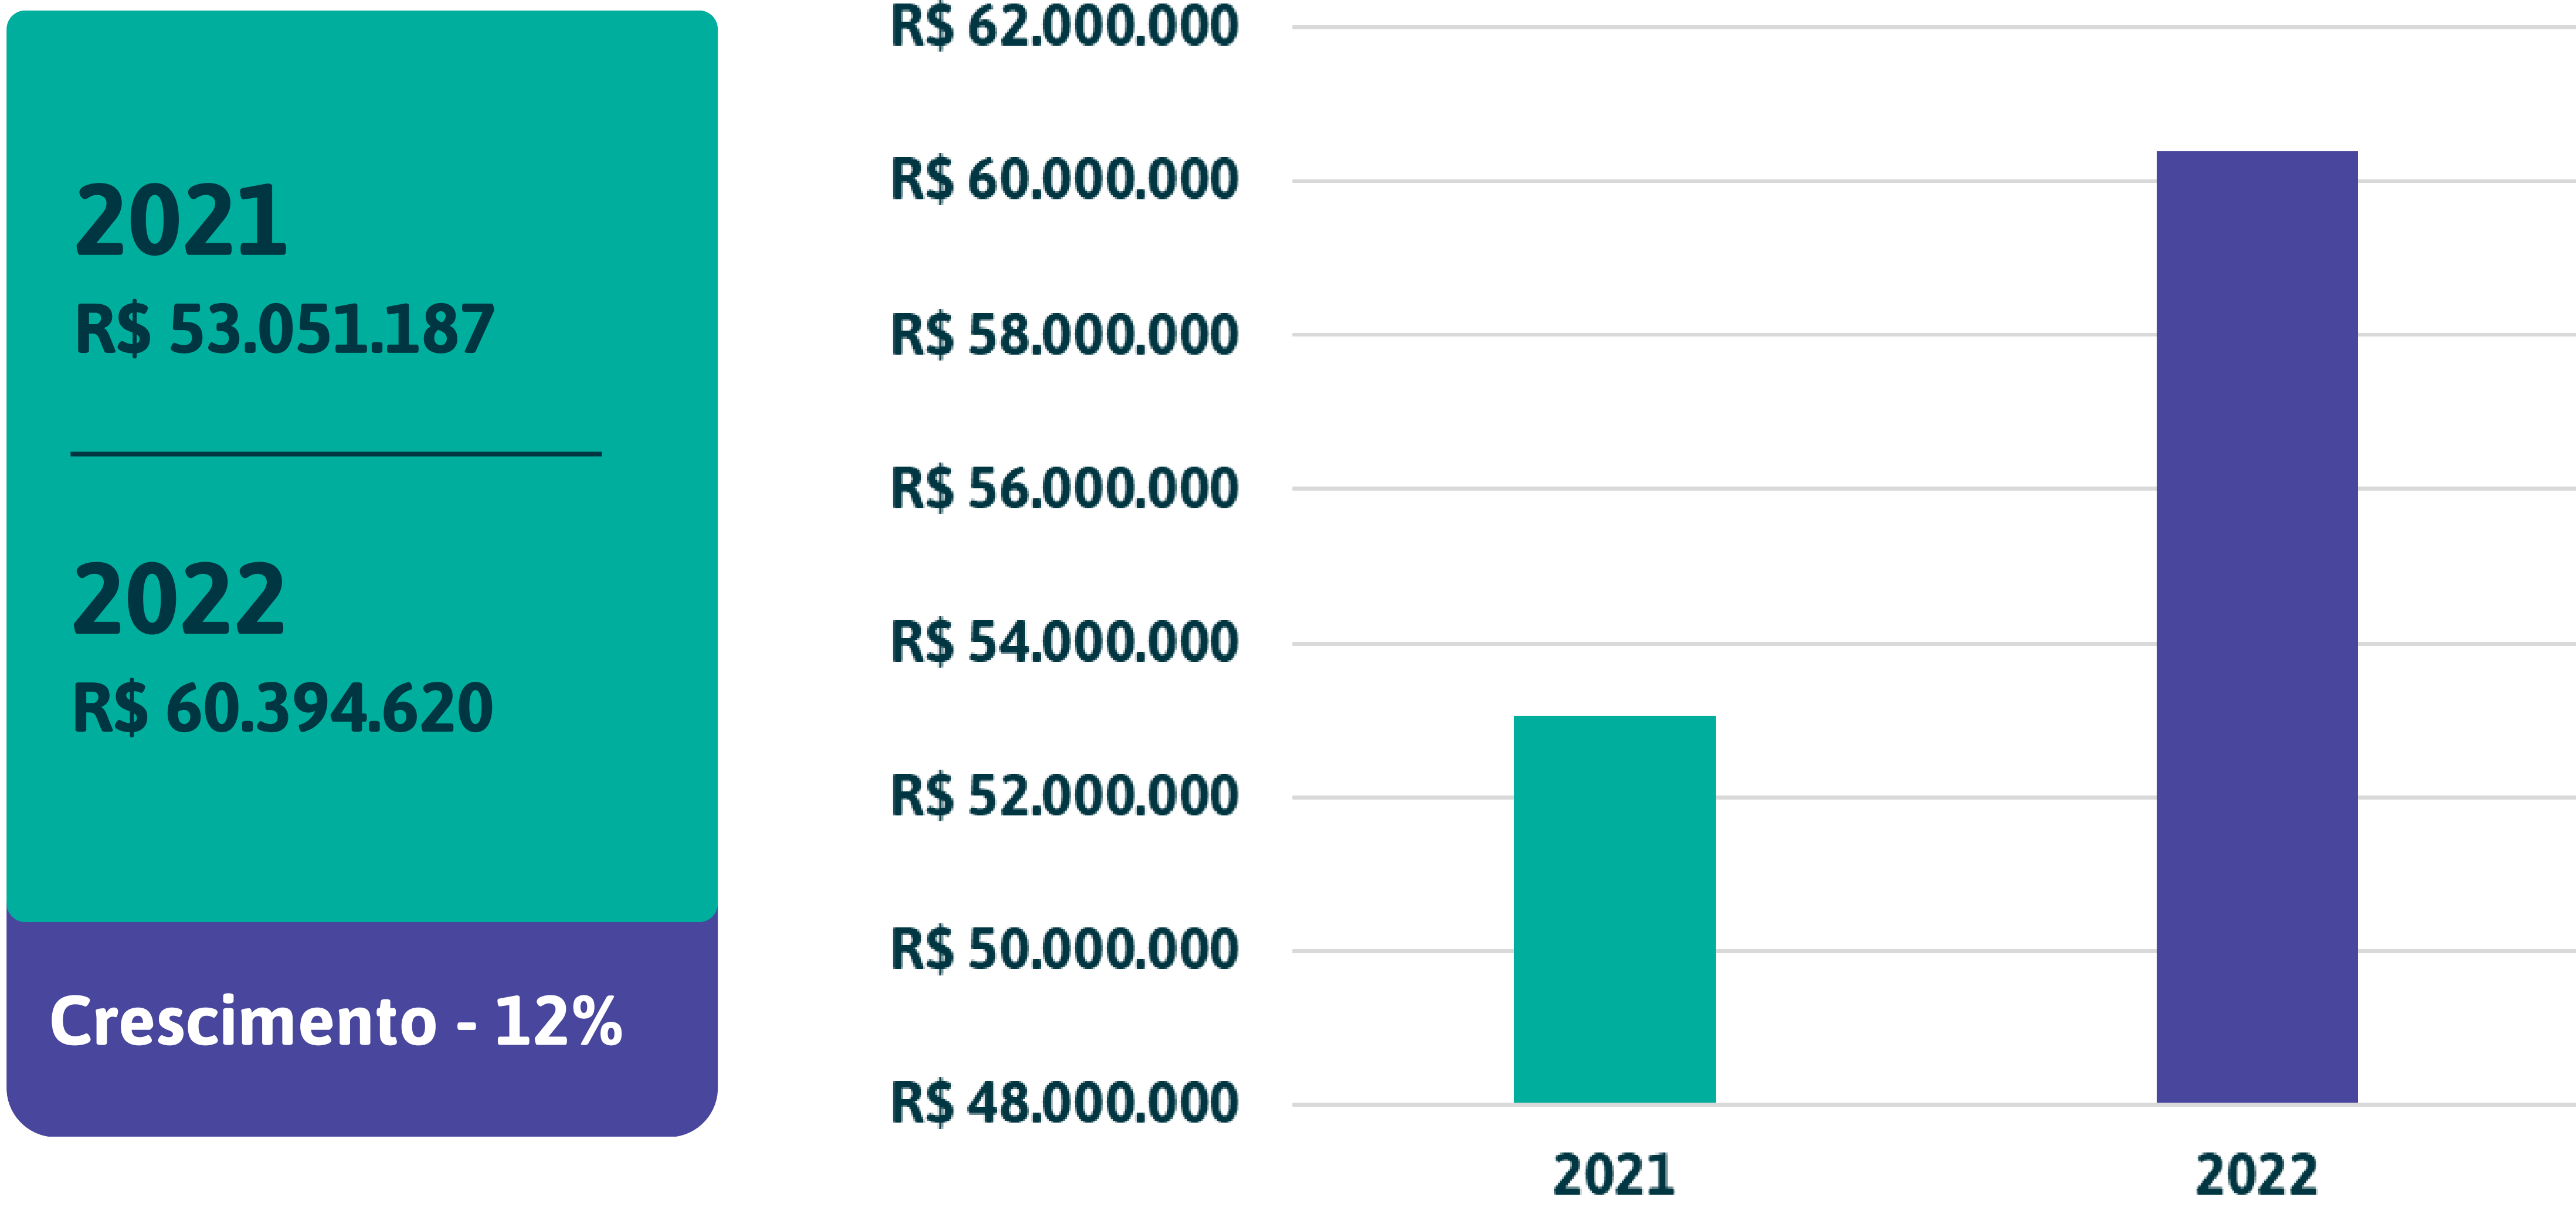 2021
R$ 53.051.187
2022
R$ 60.394.620
Crescimento - 12%
R$ 62.000.000
R$ 60.000.000
R$ 58.000.000
R$ 56.000.000
R$ 54.000.000
R$ 52.000.000
R$ 50.000.000
R$ 48.000.000
2021 2022